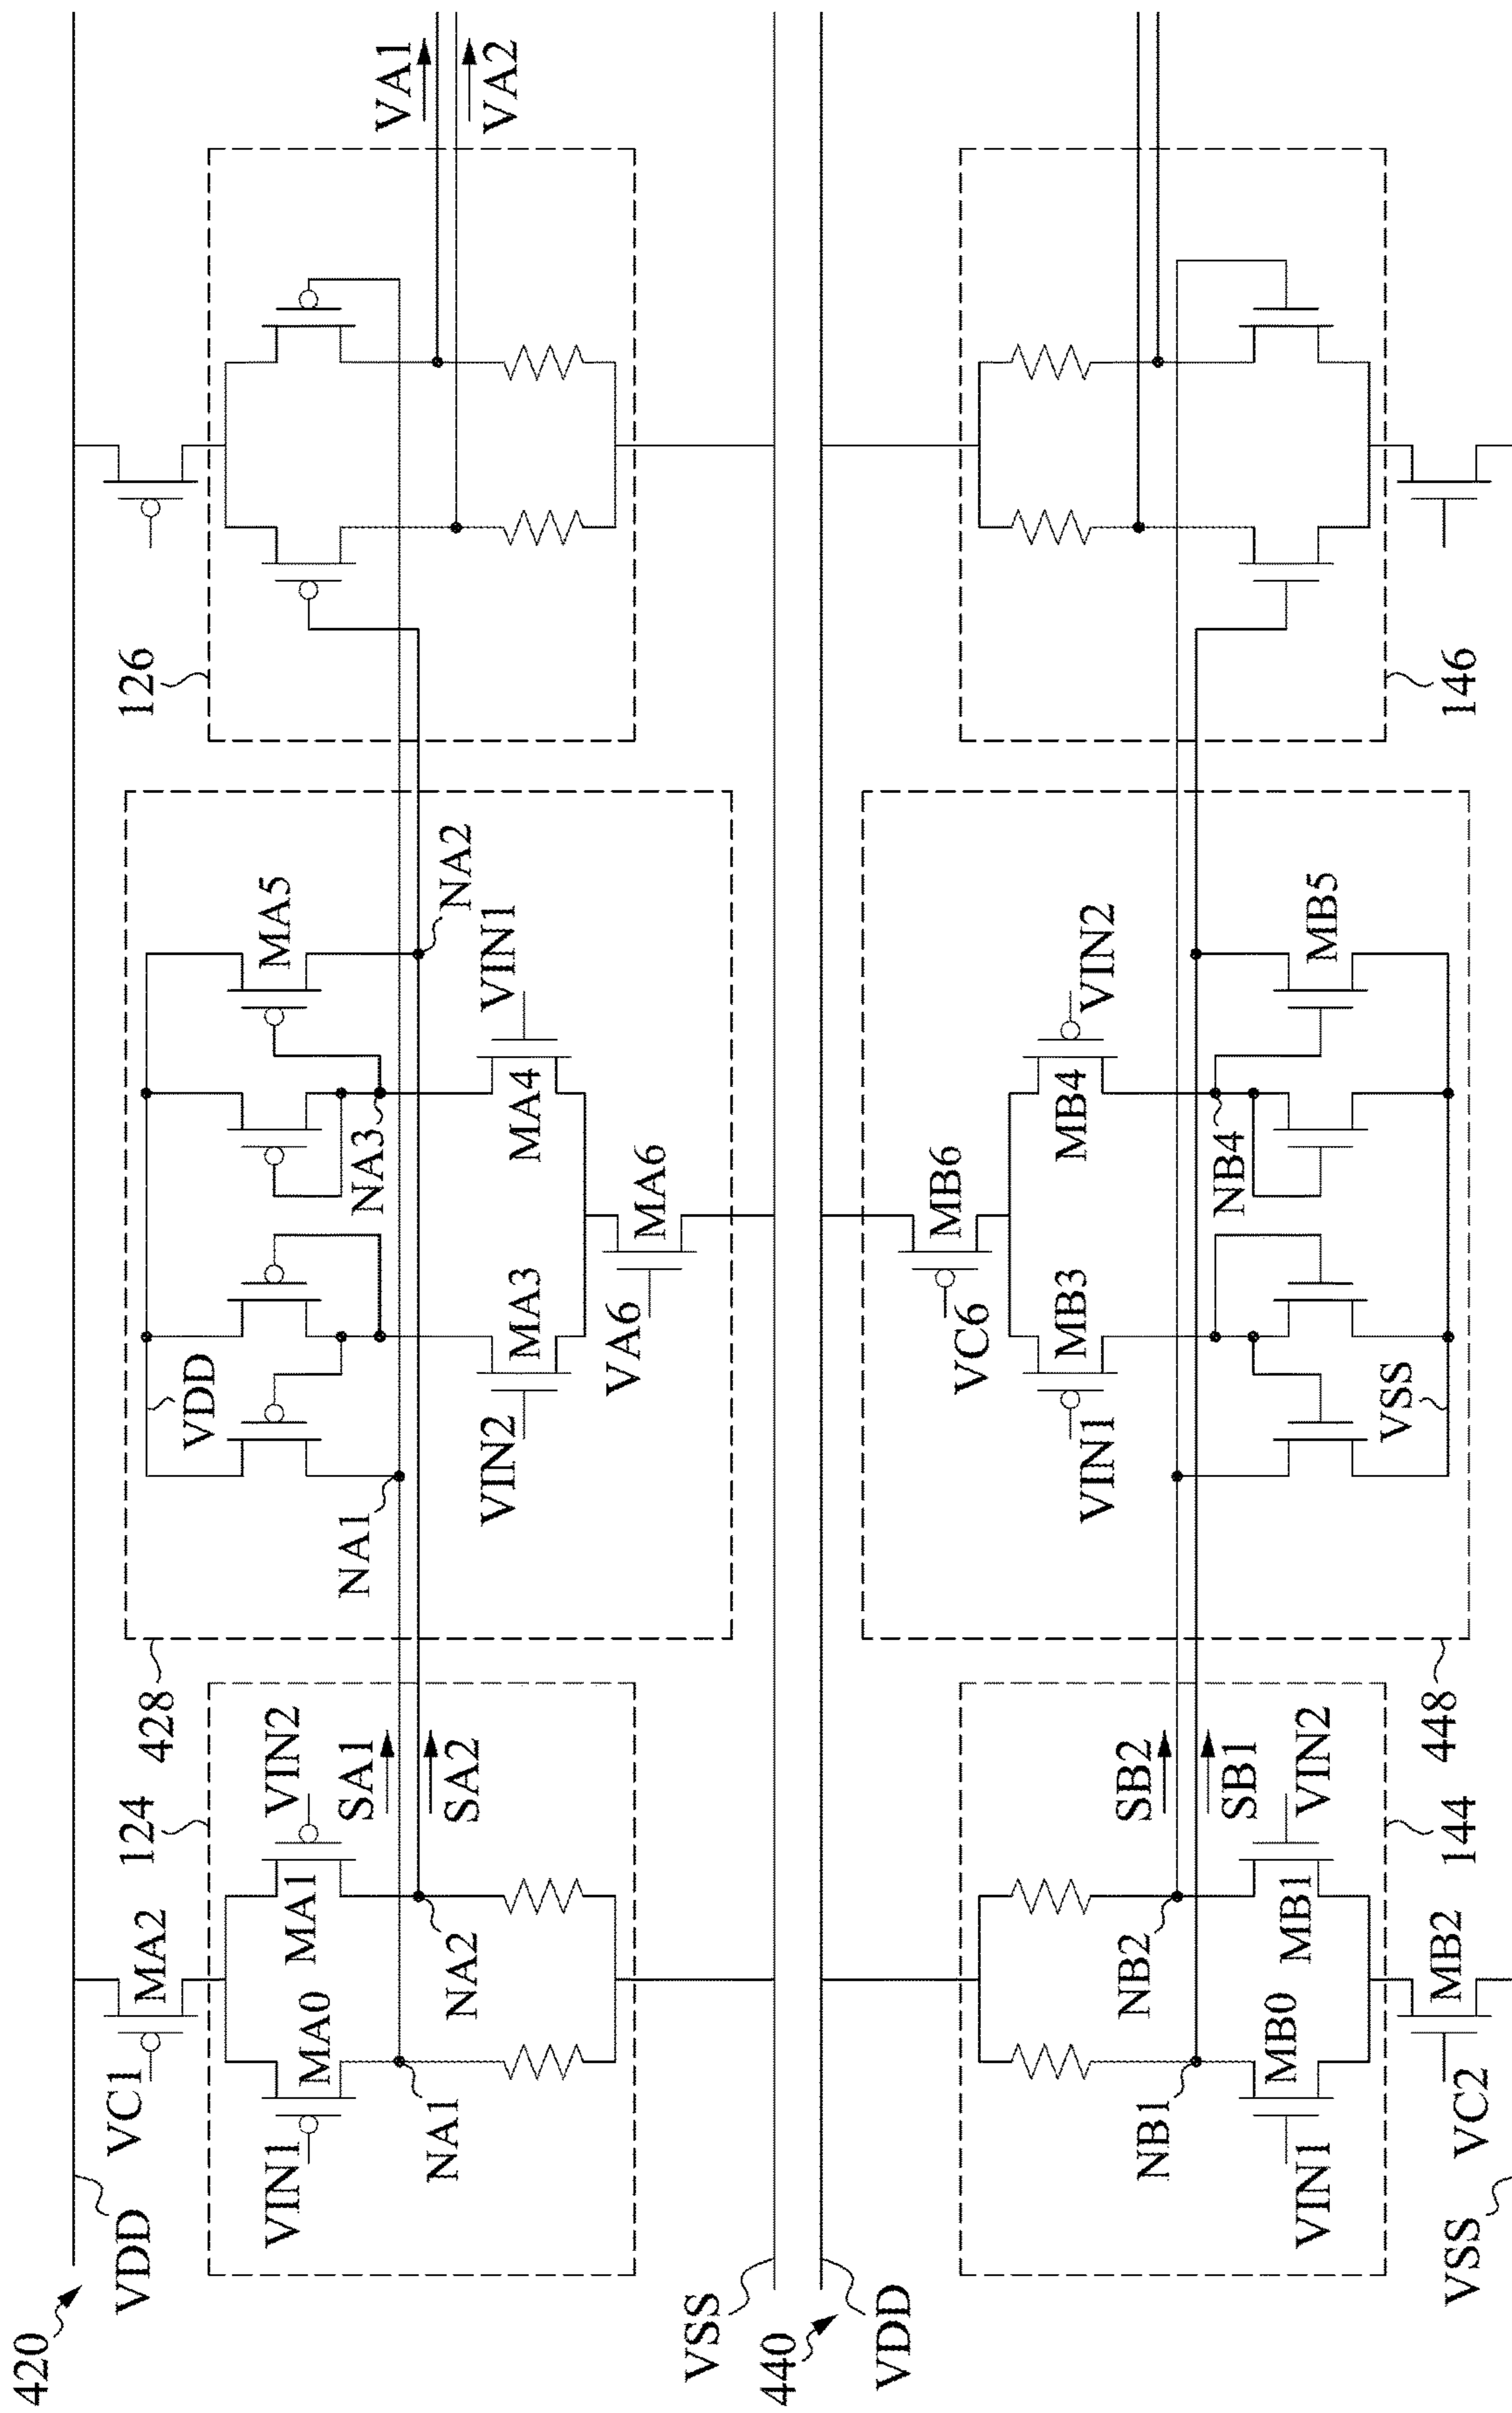 420
VDD
VC1
MA2
124
VIN1
MA0
MA1
VIN2
NA1
NA2
SA1
SA2
428
VDD
NA1
NA3
MA5
NA2
VIN2
MA3
MA4
VIN1
VA6
MA6
126
VA1
VA2
VSS
440
VDD
NB1
NB2
SB2
SB1
VIN1
MB0
MB1
VIN2
144
VC2
MB2
VSS
448
VC6
MB6
VIN1
MB3
MB4
VIN2
NB4
VSS
MB5
146